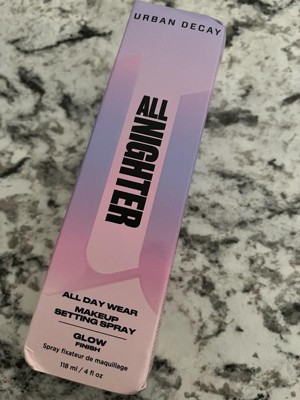 URBAN DECAY
ALL
NIGHTER
ALL DAY WEAR
MAKEUP
SETTING SPRAY
GLOW
FINISH
Spray fixateur de maquillage
118 ml / 4 fl oz